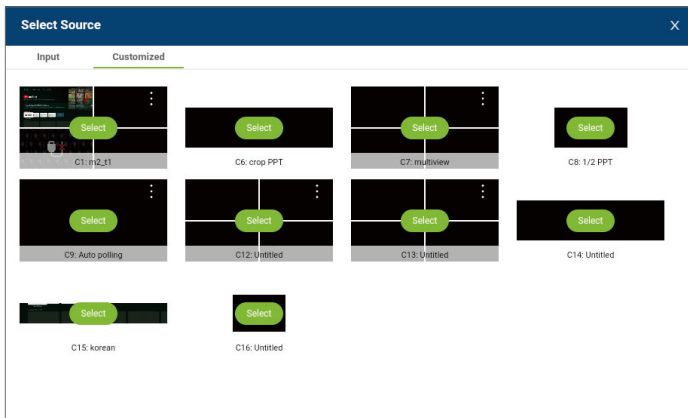 Select Source
X
Input
Customized
Select
Select
Select
Select
C1: m2_t1
C6: crop PPT
C7: multiview
C8: 1/2 PPT
Select
Select
Select
Select
C9: Auto polling
C12: Untitled
C13: Untitled
C14: Untitled
Select
Select
C15: korean
C16: Untitled